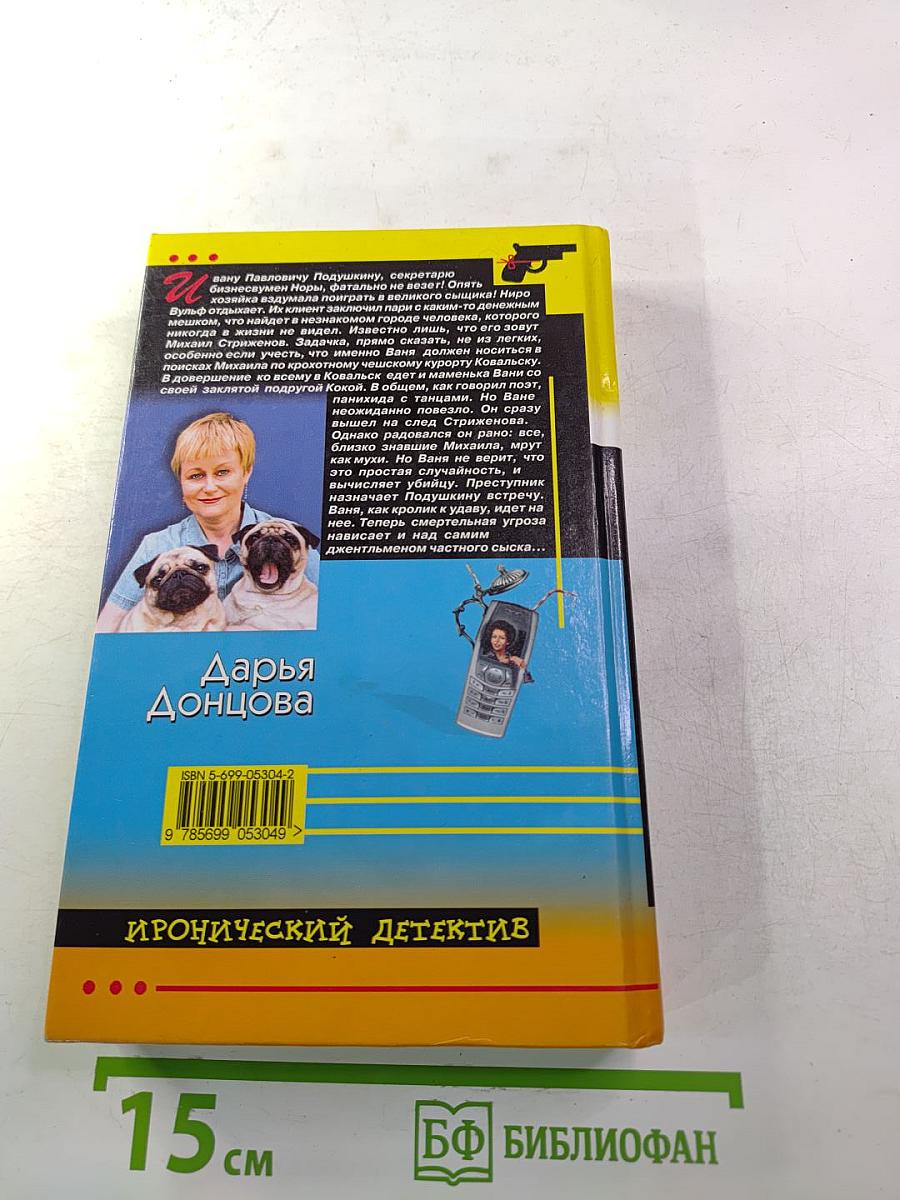 Ивану Павловичу Подушкину, секретарю
бизнесвумен Норы, фатально не везет! Опять
хозяйка вздумала поиграть в великого сыщика! Ниро
Вульф отдыхает. Их клиент заключил пари с каким-то денежным
мешком, что найдет в незнакомом городе человека, которого
никогда в жизни не видел. Известно лишь, что его зовут
Михаил Стриженов. Задачка, прямо сказать, не из легких,
особенно если учесть, что именно Ваня должен носиться в
поисках Михаила по крохотному чешскому курорту Ковальску.
В довершение ко всему в Ковальск едет и маменька Вани со
своей заклятой подругой Кокой. В общем, как говорил поэт,
панихида с танцами. Но Ване
неожиданно повезло. Он сразу
вышел на след Стриженова.
Однако радовался он рано: все,
близко знавшие Михаила, мрут
как мухи. Но Ваня не верит, что
это простая случайность, и
вычисляет убийцу. Преступник
назначает Подушкину встречу.
Ваня, как кролик к удаву, идет на
нее. Теперь смертельная угроза
нависает и над самим
джентльменом частного сыска...
Дарья
Донцова
ISBN 5-699-05304-2
9 785699 053049 >
ИРОНИЧЕСКИЙ ДЕТЕКТИВ
15 см
БФ БИБЛИОФАН